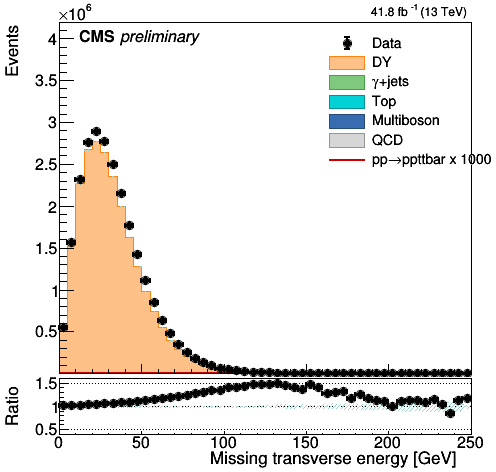 ×10⁶
41.8 fb⁻¹ (13 TeV)
CMS preliminary
Events
4
3.5
3
2.5
2
1.5
1
0.5
Data
DY
γ+jets
Top
Multiboson
QCD
pp→ppttbar x 1000
Ratio
1.5
1
0.5
0 50 100 150 200 250
Missing transverse energy [GeV]